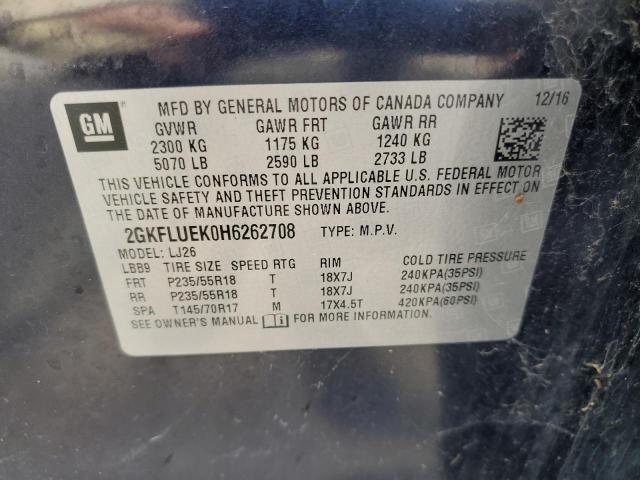 GM MFD BY GENERAL MOTORS OF CANADA COMPANY 12/16
GVWR GAWR FRT GAWR RR
2300 KG 1175 KG 1240 KG
5070 LB 2590 LB 2733 LB
THIS VEHICLE CONFORMS TO ALL APPLICABLE U.S. FEDERAL MOTOR
VEHICLE SAFETY AND THEFT PREVENTION STANDARDS IN EFFECT ON
THE DATE OF MANUFACTURE SHOWN ABOVE.
2GKFLUEK0H6262708 TYPE: M.P.V.
MODEL: LJ26
LBB9 TIRE SIZE SPEED RTG RIM COLD TIRE PRESSURE
FRT P235/55R18 T 18X7J 240KPA(35PSI)
RR P235/55R18 T 18X7J 240KPA(35PSI)
SPA T145/70R17 M 17X4.5T 420KPA(60PSI)
SEE OWNER'S MANUAL FOR MORE INFORMATION.